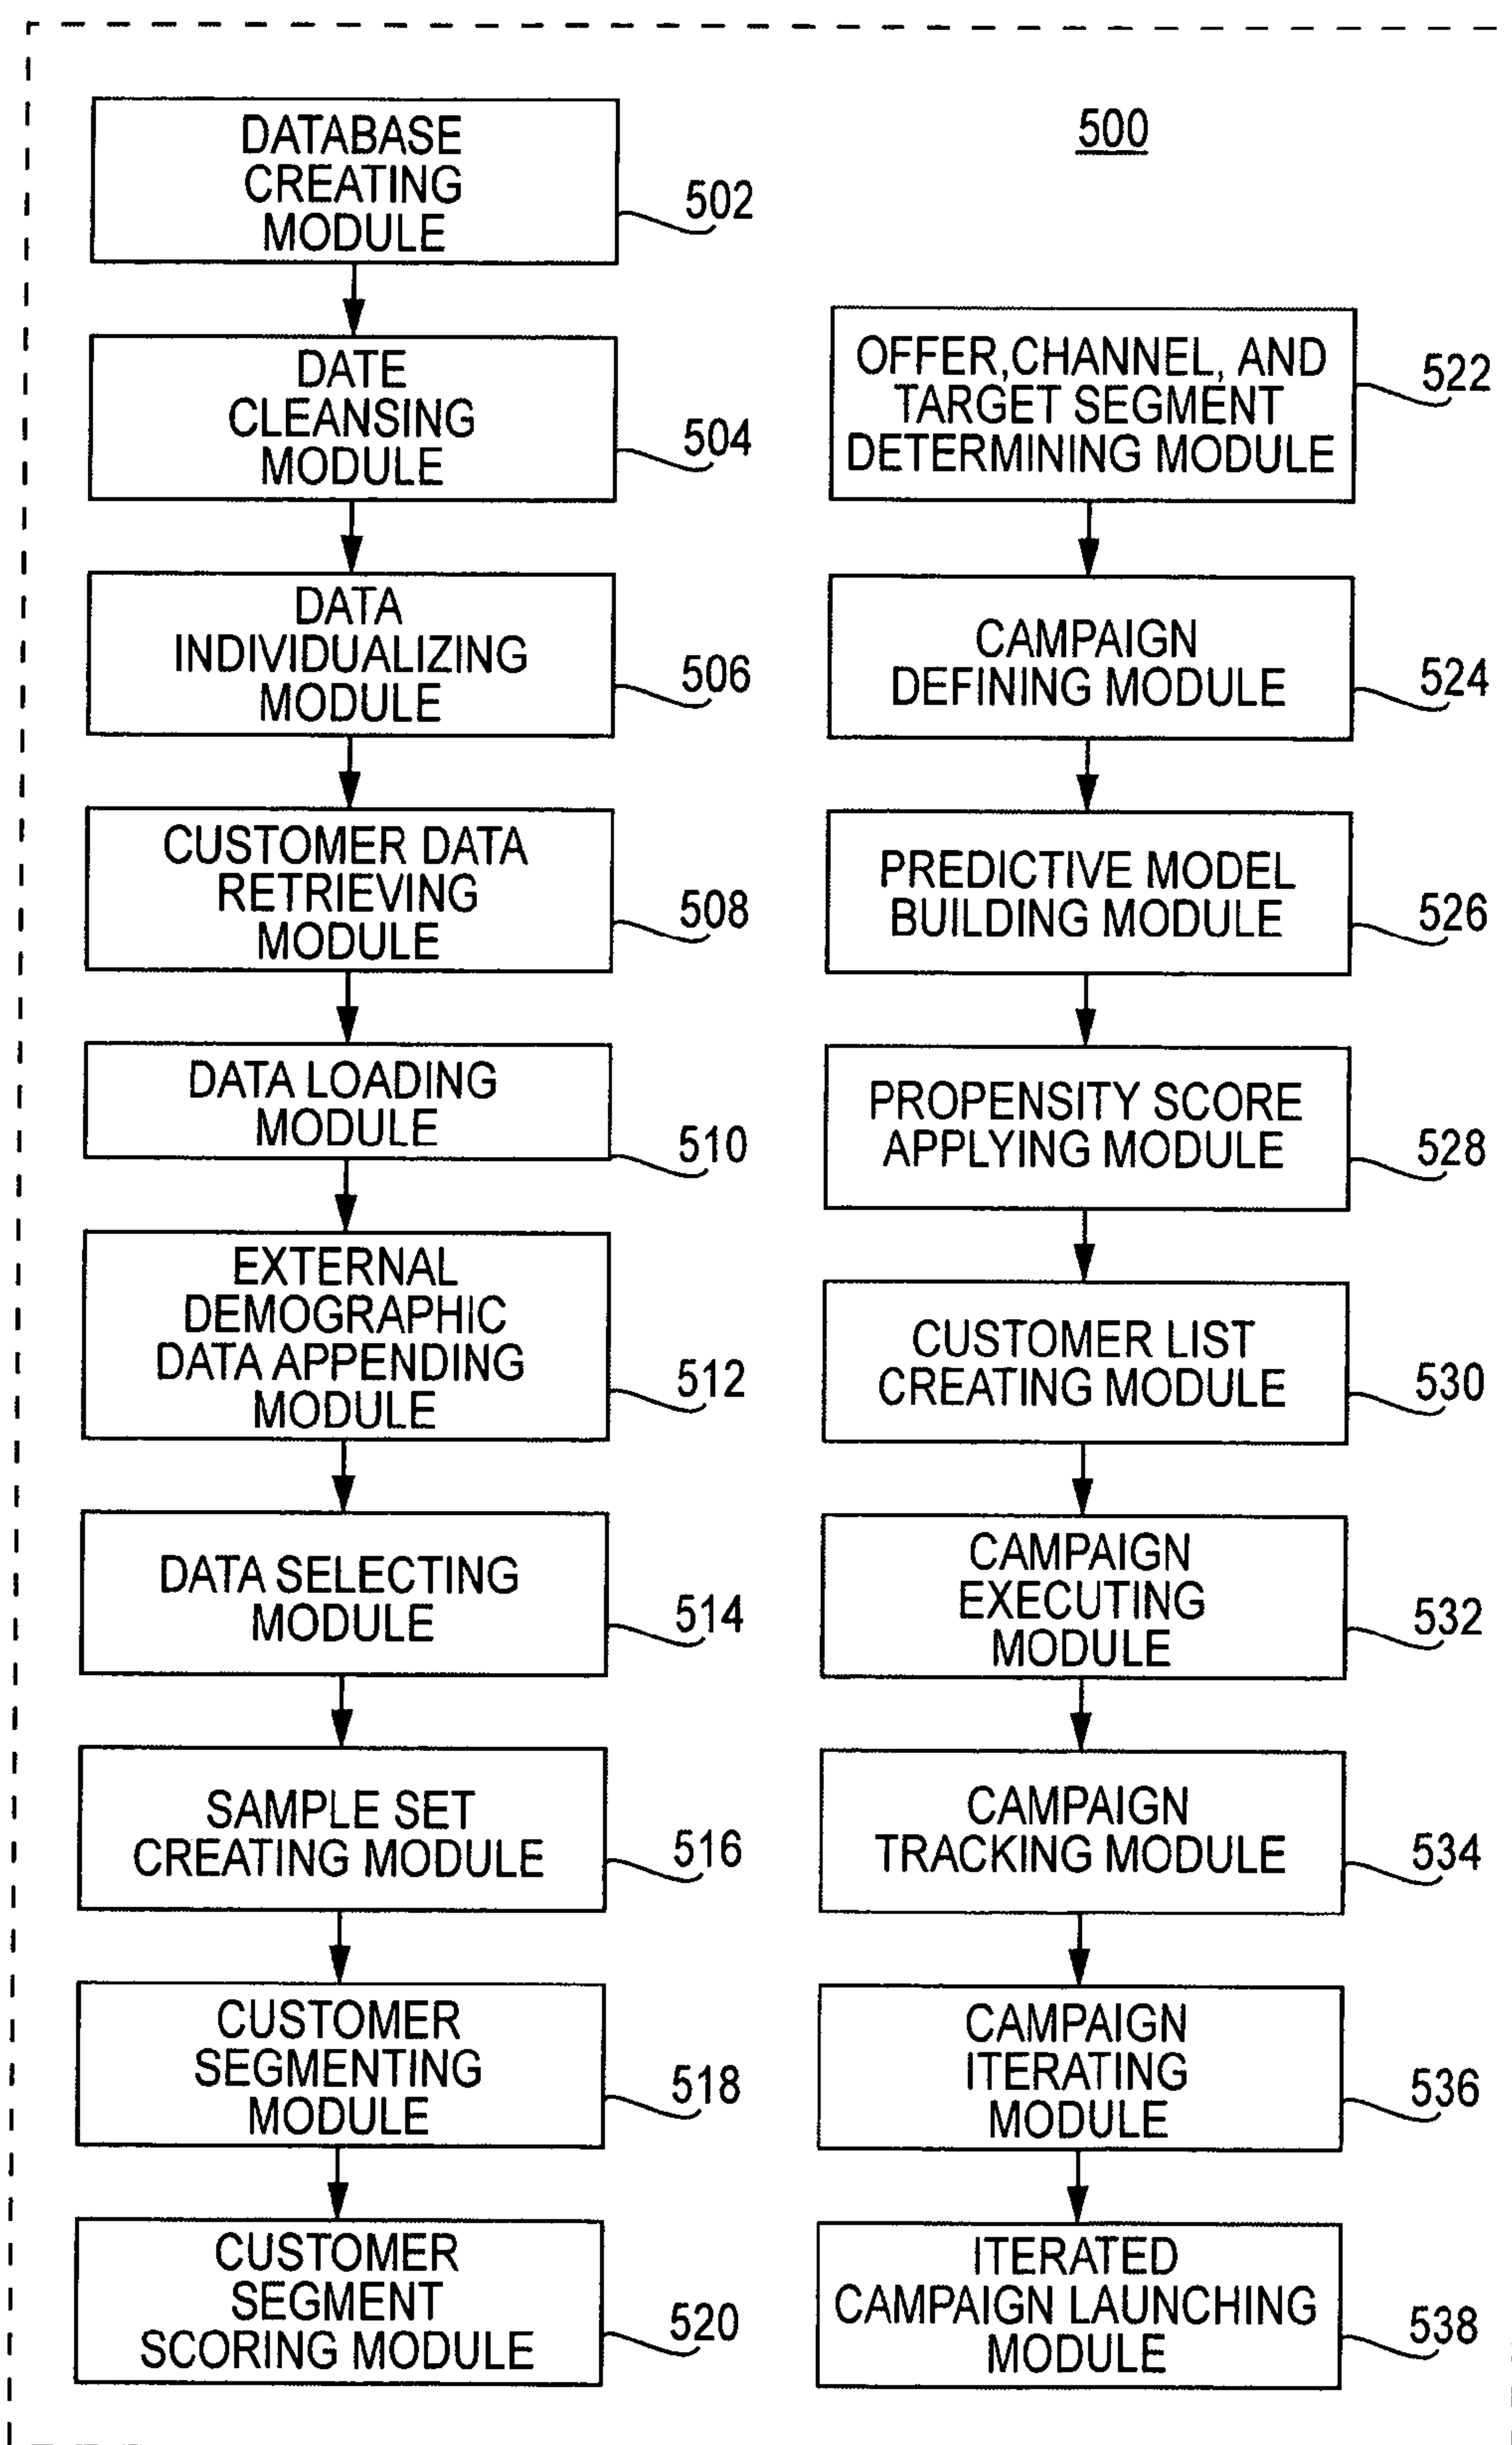 500
DATABASE
CREATING
MODULE
502
DATE
CLEANSING
MODULE
504
DATA
INDIVIDUALIZING
MODULE
506
CUSTOMER DATA
RETRIEVING
MODULE
508
DATA LOADING
MODULE
510
EXTERNAL
DEMOGRAPHIC
DATA APPENDING
MODULE
512
DATA SELECTING
MODULE
514
SAMPLE SET
CREATING MODULE
516
CUSTOMER
SEGMENTING
MODULE
518
CUSTOMER
SEGMENT
SCORING MODULE
520
OFFER, CHANNEL, AND
TARGET SEGMENT
DETERMINING MODULE
522
CAMPAIGN
DEFINING MODULE
524
PREDICTIVE MODEL
BUILDING MODULE
526
PROPENSITY SCORE
APPLYING MODULE
528
CUSTOMER LIST
CREATING MODULE
530
CAMPAIGN
EXECUTING
MODULE
532
CAMPAIGN
TRACKING MODULE
534
CAMPAIGN
ITERATING
MODULE
536
ITERATED
CAMPAIGN LAUNCHING
MODULE
538